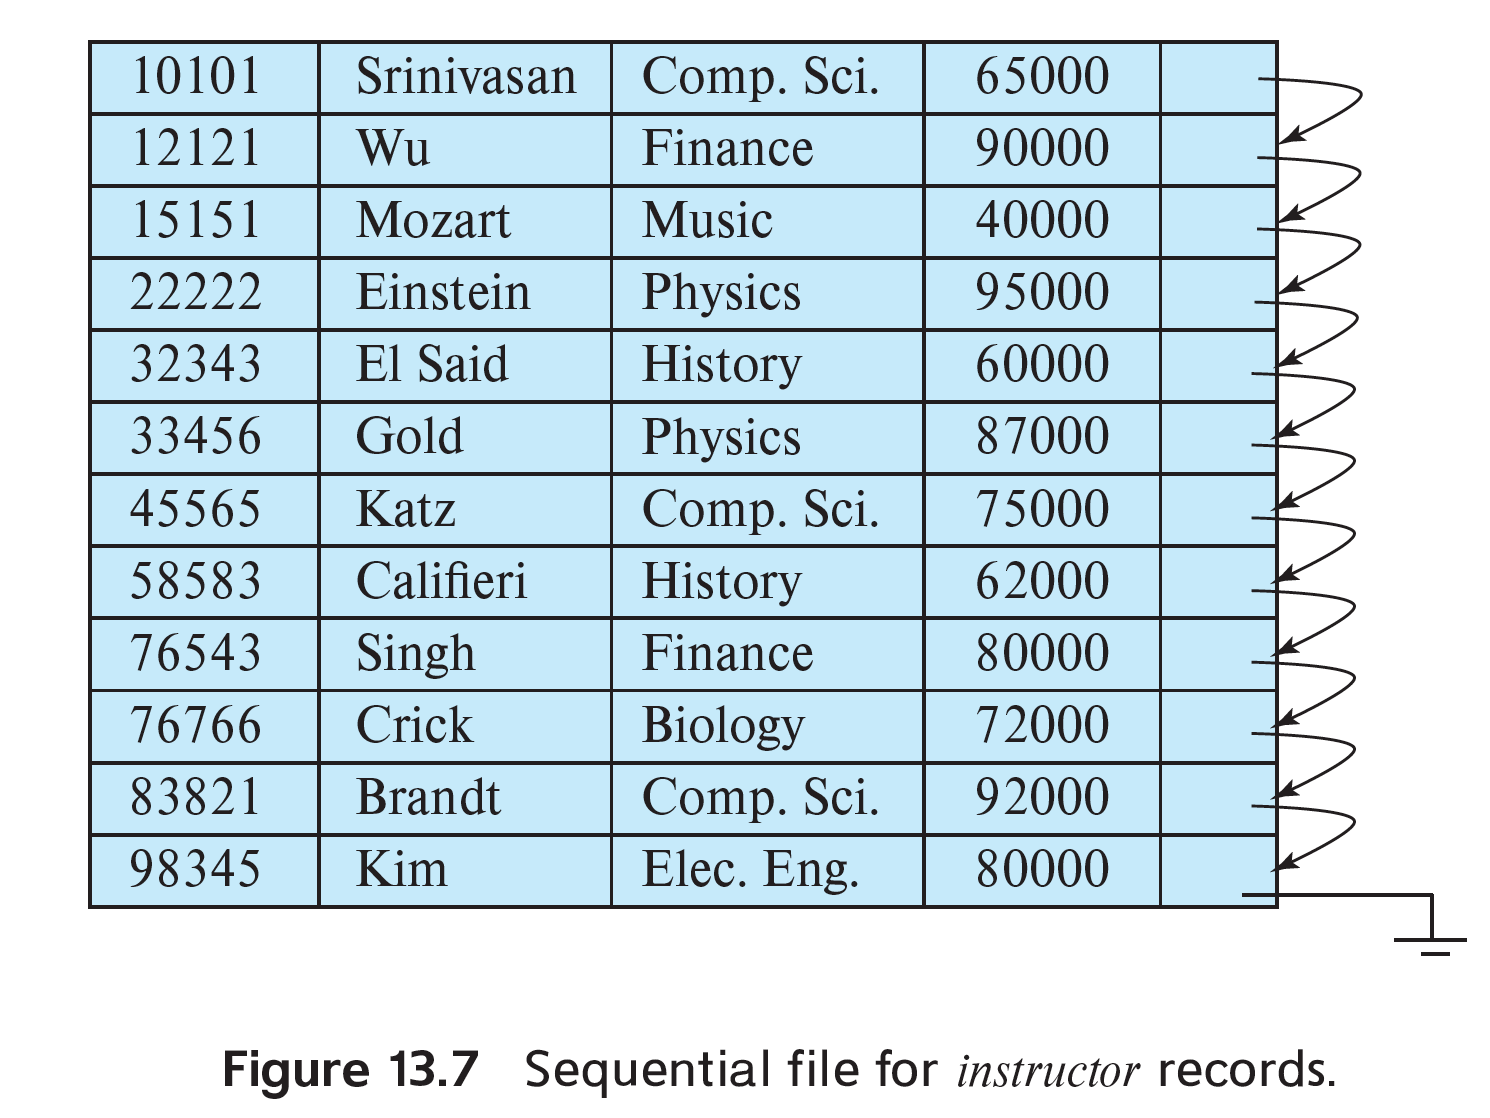 10101 Srinivasan Comp. Sci. 65000
12121 Wu Finance 90000
15151 Mozart Music 40000
22222 Einstein Physics 95000
32343 El Said History 60000
33456 Gold Physics 87000
45565 Katz Comp. Sci. 75000
58583 Califieri History 62000
76543 Singh Finance 80000
76766 Crick Biology 72000
83821 Brandt Comp. Sci. 92000
98345 Kim Elec. Eng. 80000
Figure 13.7 Sequential file for instructor records.